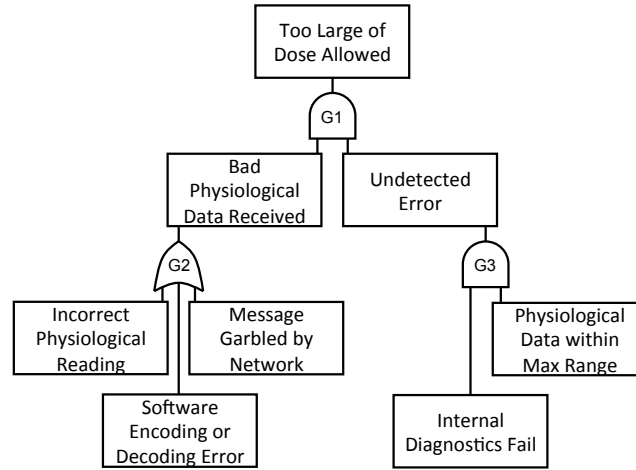 Too Large of
Dose Allowed
G1
Bad
Physiological
Data Received
Undetected
Error
G2
G3
Incorrect
Physiological
Reading
Message
Garbled by
Network
Physiological
Data within
Max Range
Software
Encoding or
Decoding Error
Internal
Diagnostics Fail